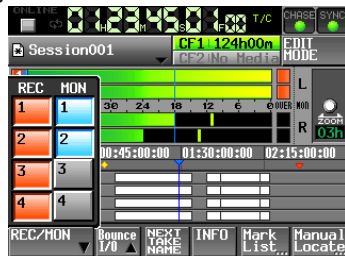 ONLINE
01 23 45.01 00 T/C CHASE SYNC
Session001 CF1 124h00m EDIT MODE
CF2 No Media
REC MON
1 1
2 2
3 3
4 4
30 24 18 12 6 0 OVER MON
L
R
ZOOM
03h
00:45:00:00 01:30:00:00 02:15:00:00
REC/MON Bounce I/O NEXT TAKE NAME INFO Mark List... Manual Locate...